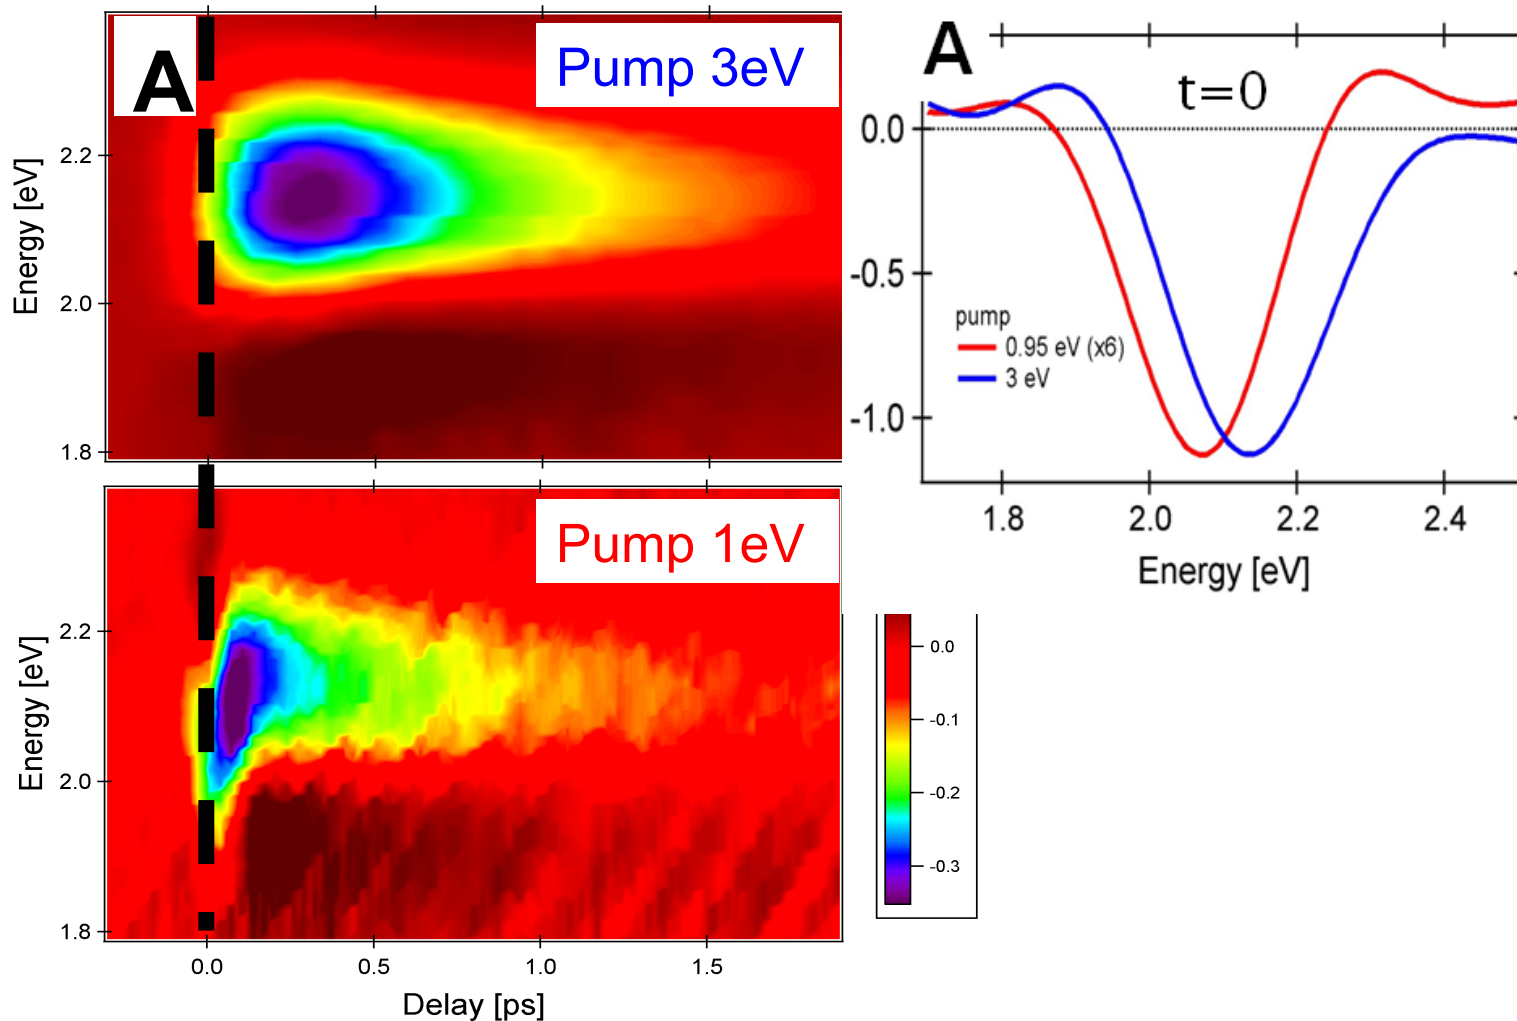 A
Pump 3eV
2.2
2.0
1.8
Energy [eV]
Pump 1eV
2.2
2.0
1.8
Energy [eV]
0.0 0.5 1.0 1.5
Delay [ps]
0.0
-0.1
-0.2
-0.3
A
t=0
0.0
-0.5
-1.0
pump
0.95 eV (x6)
3 eV
1.8 2.0 2.2 2.4
Energy [eV]